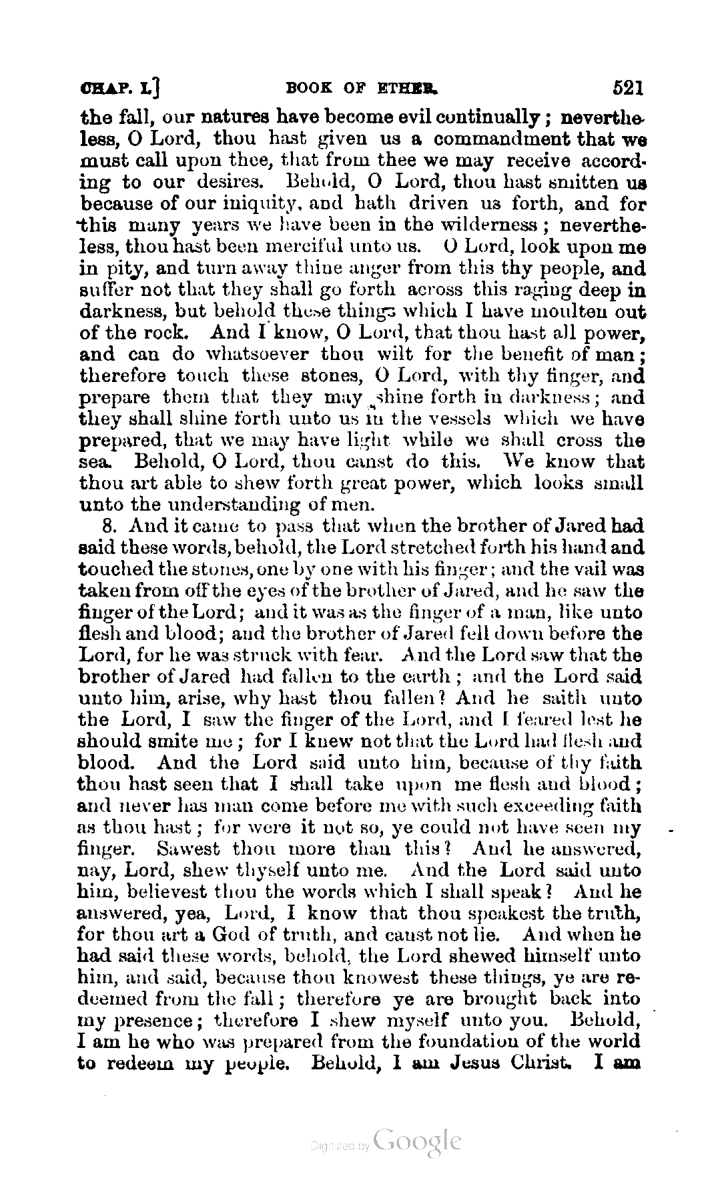 CHAP. I.] BOOK OF ETHER. 521
the fall, our natures have become evil continually; neverthe-
less, O Lord, thou hast given us a commandment that we
must call upon thee, that from thee we may receive accord-
ing to our desires. Behold, O Lord, thou hast smitten us
because of our iniquity, and hath driven us forth, and for
this many years we have been in the wilderness; neverthe-
less, thou hast been merciful unto us. O Lord, look upon me
in pity, and turn away thine anger from this thy people, and
suffer not that they shall go forth across this raging deep in
darkness, but behold these things which I have moulten out
of the rock. And I know, O Lord, that thou hast all power,
and can do whatsoever thou wilt for the benefit of man;
therefore touch these stones, O Lord, with thy finger, and
prepare them that they may shine forth in darkness; and
they shall shine forth unto us in the vessels which we have
prepared, that we may have light while we shall cross the
sea. Behold, O Lord, thou canst do this. We know that
thou art able to shew forth great power, which looks small
unto the understanding of men.
8. And it came to pass that when the brother of Jared had
said these words, behold, the Lord stretched forth his hand and
touched the stones, one by one with his finger; and the vail was
taken from off the eyes of the brother of Jared, and he saw the
finger of the Lord; and it was as the finger of a man, like unto
flesh and blood; and the brother of Jared fell down before the
Lord, for he was struck with fear. And the Lord saw that the
brother of Jared had fallen to the earth; and the Lord said
unto him, arise, why hast thou fallen? And he saith unto
the Lord, I saw the finger of the Lord, and I feared lest he
should smite me; for I knew not that the Lord had flesh and
blood. And the Lord said unto him, because of thy faith
thou hast seen that I shall take upon me flesh and blood;
and never has man come before me with such exceeding faith
as thou hast; for were it not so, ye could not have seen my
finger. Sawest thou more than this? And he answered,
nay, Lord, shew thyself unto me. And the Lord said unto
him, believest thou the words which I shall speak? And he
answered, yea, Lord, I know that thou speakest the truth,
for thou art a God of truth, and canst not lie. And when he
had said these words, behold, the Lord shewed himself unto
him, and said, because thou knowest these things, ye are re-
deemed from the fall; therefore ye are brought back into
my presence; therefore I shew myself unto you. Behold,
I am he who was prepared from the foundation of the world
to redeem my people. Behold, I am Jesus Christ. I am
Digitized by Google